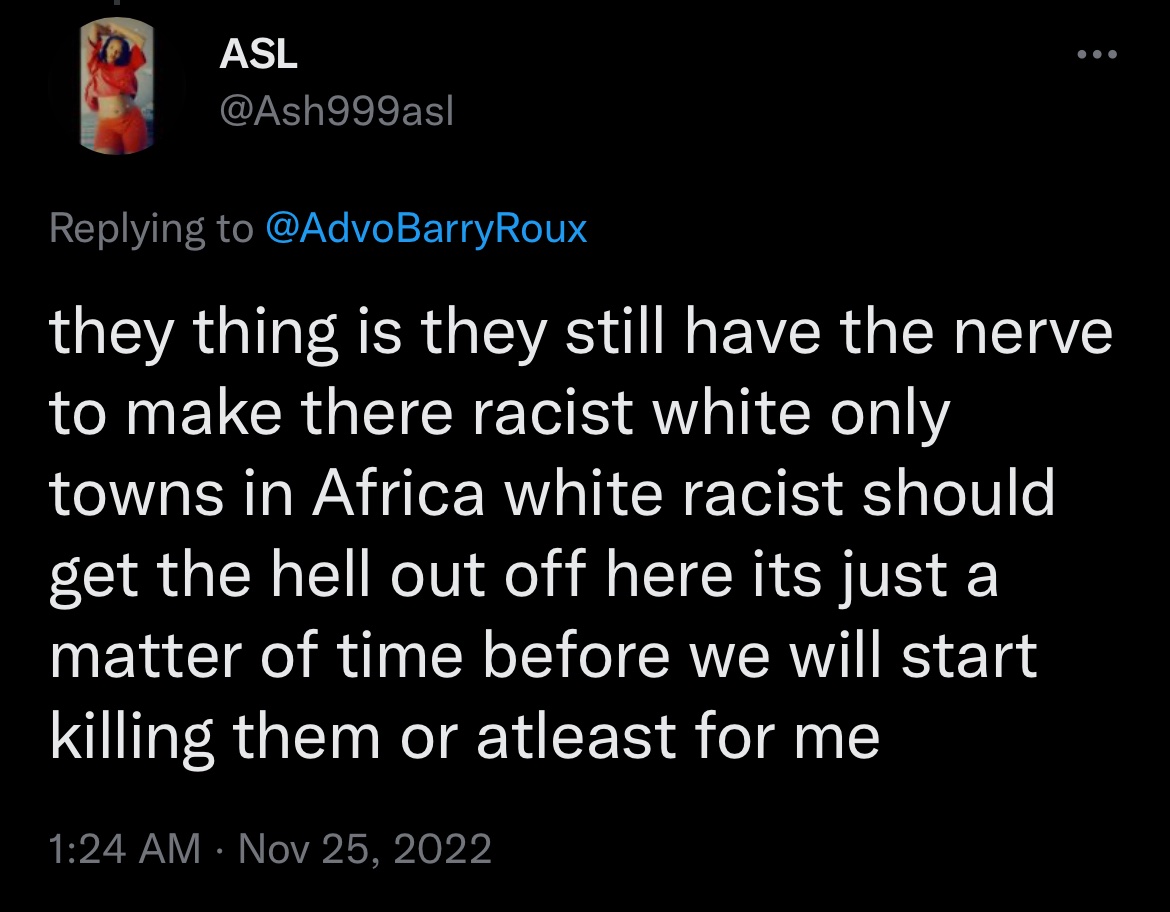 ASL
@Ash999asl
Replying to @AdvoBarryRoux
they thing is they still have the nerve
to make there racist white only
towns in Africa white racist should
get the hell out off here its just a
matter of time before we will start
killing them or atleast for me
1:24 AM · Nov 25, 2022